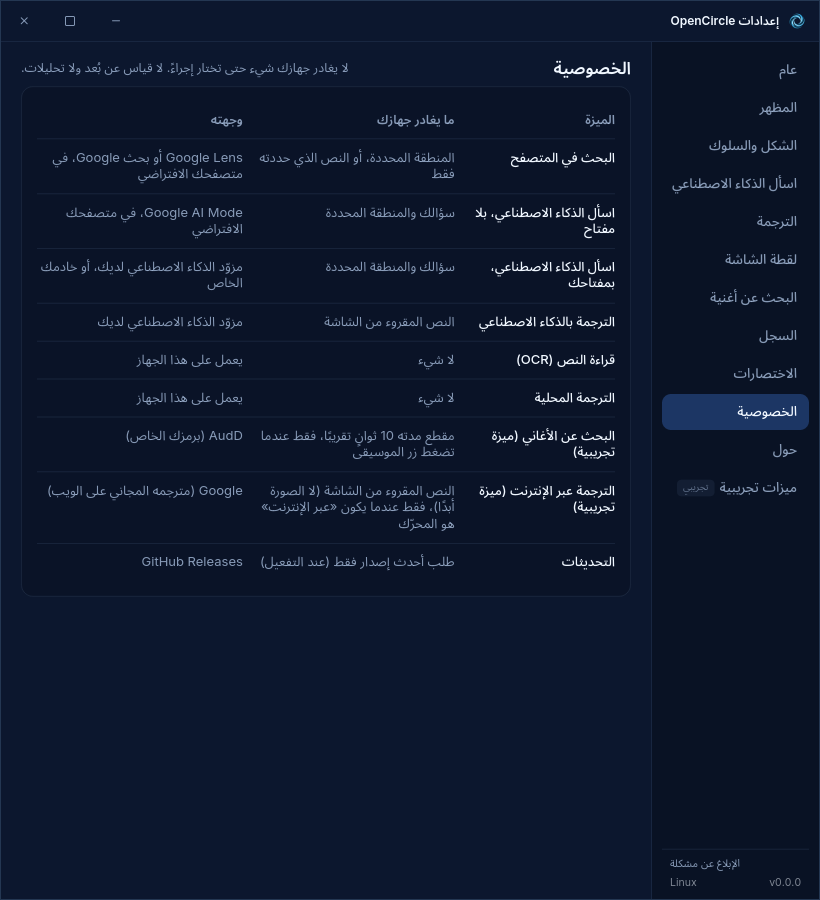 إعدادات OpenCircle
عام
المظهر
الشكل والسلوك
اسأل الذكاء الاصطناعي
الترجمة
لقطة الشاشة
البحث عن أغنية
السجل
الاختصارات
الخصوصية
حول
ميزات تجريبية تجريبي
الإبلاغ عن مشكلة
v0.0.0 Linux
الخصوصية
لا يغادر جهازك شيء حتى تختار إجراءً. لا قياس عن بُعد ولا تحليلات.
الميزة ما يغادر جهازك وجهته
البحث في المتصفح
المنطقة المحددة، أو النص الذي حددته
فقط
Google Lens أو بحث Google، في
متصفحك الافتراضي
اسأل الذكاء الاصطناعي، بلا
مفتاح
سؤالك والمنطقة المحددة
Google AI Mode، في متصفحك
الافتراضي
اسأل الذكاء الاصطناعي،
بمفتاحك
سؤالك والمنطقة المحددة
مزوّد الذكاء الاصطناعي لديك، أو خادمك
الخاص
الترجمة بالذكاء الاصطناعي
النص المقروء من الشاشة
مزوّد الذكاء الاصطناعي لديك
قراءة النص (OCR)
لا شيء
يعمل على هذا الجهاز
الترجمة المحلية
لا شيء
يعمل على هذا الجهاز
البحث عن الأغاني (ميزة
تجريبية)
مقطع مدته 10 ثوانٍ تقريبًا، فقط عندما
تضغط زر الموسيقى
AudD (برمزك الخاص)
الترجمة عبر الإنترنت (ميزة
تجريبية)
النص المقروء من الشاشة (لا الصورة
أبدًا)، فقط عندما يكون «عبر الإنترنت»
هو المحرّك
Google (مترجمه المجاني على الويب)
التحديثات
طلب أحدث إصدار فقط (عند التفعيل)
GitHub Releases